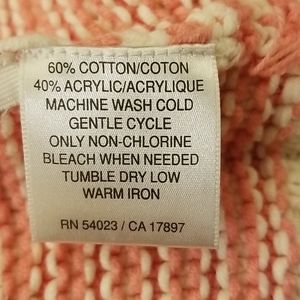 60% COTTON/COTON
40% ACRYLIC/ACRYLIQUE
MACHINE WASH COLD
GENTLE CYCLE
ONLY NON-CHLORINE
BLEACH WHEN NEEDED
TUMBLE DRY LOW
WARM IRON
RN 54023 / CA 17897